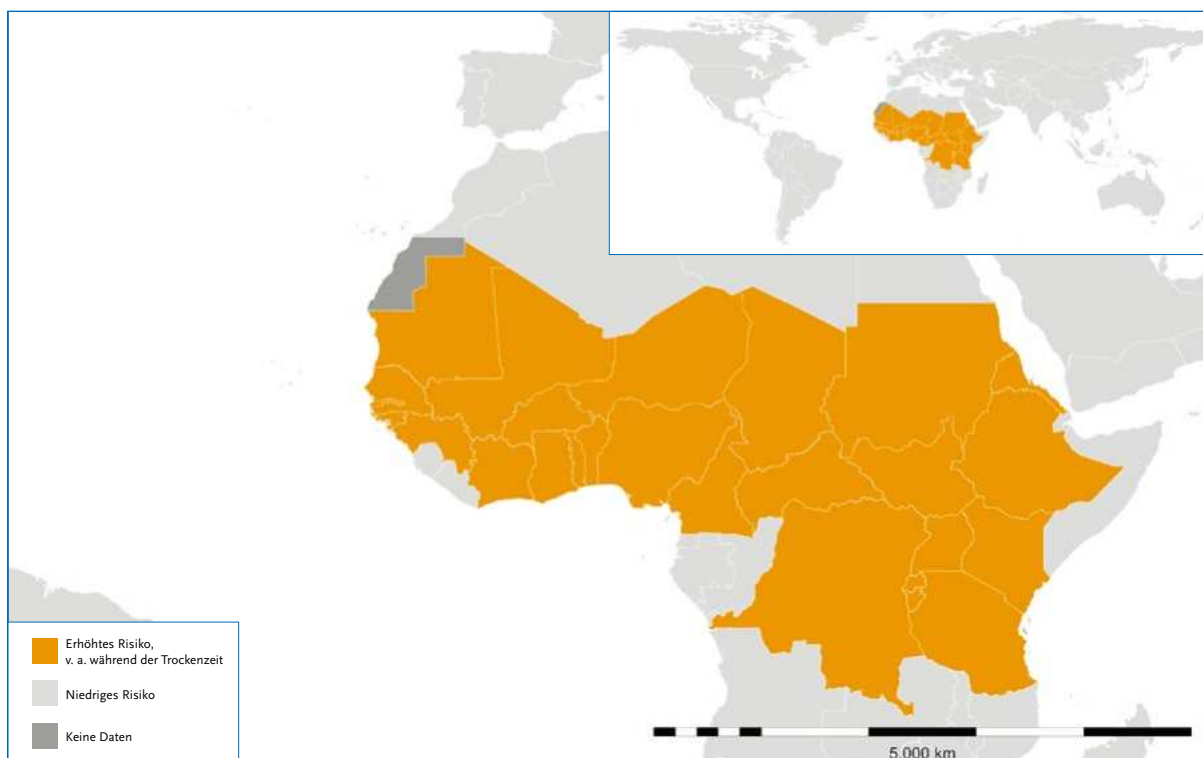 Erhöhtes Risiko,
v. a. während der Trockenzeit
Niedriges Risiko
Keine Daten
5.000 km